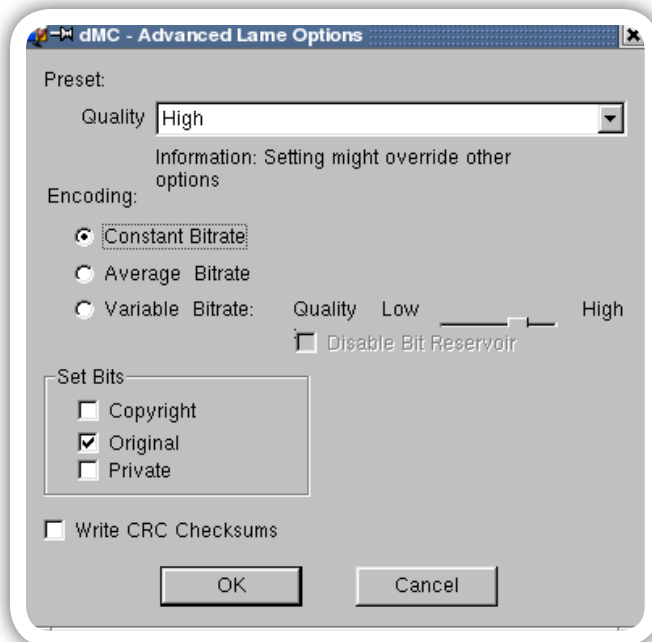 dMC - Advanced Lame Options
Preset:
Quality High
Information: Setting might override other
options
Encoding:
Constant Bitrate
Average Bitrate
Variable Bitrate: Quality Low High
Disable Bit Reservoir
Set Bits
Copyright
Original
Private
Write CRC Checksums
OK Cancel